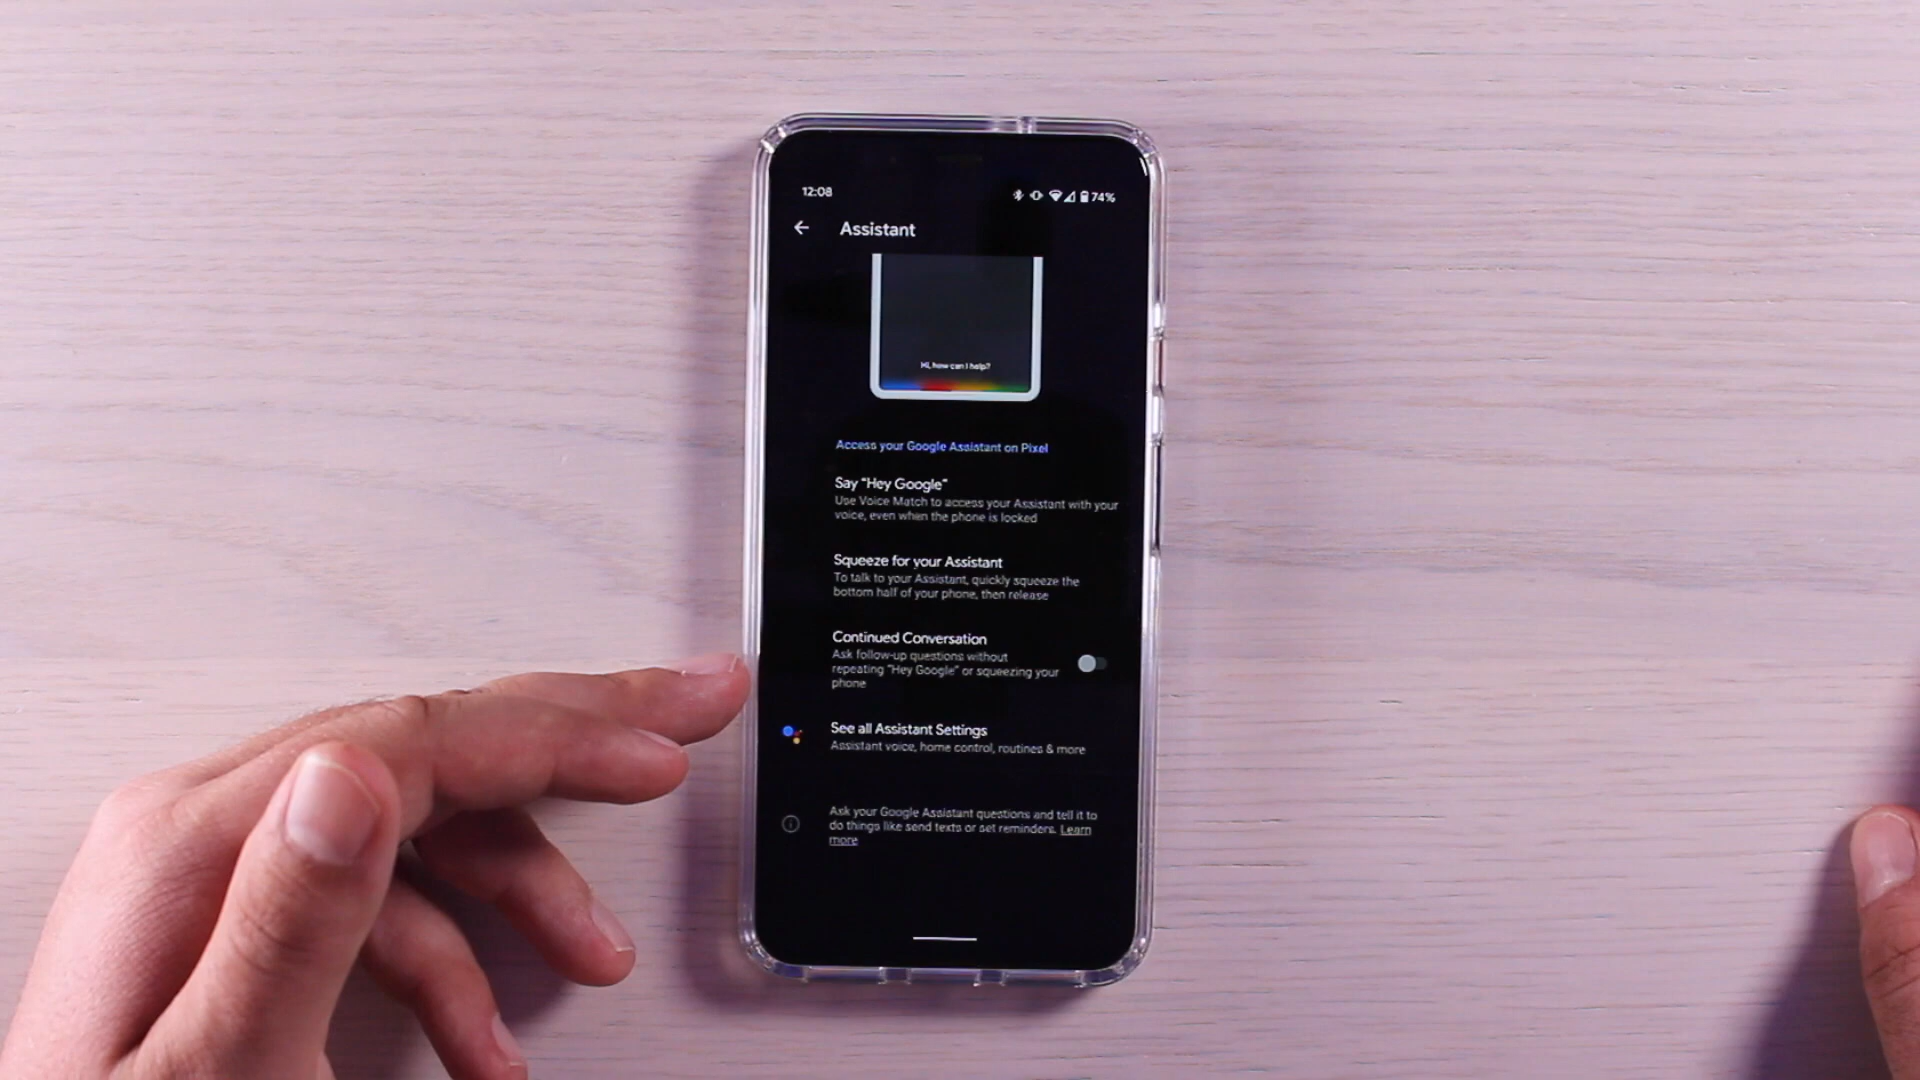 12:08
74%
Assistant
Hi, how can I help?
Access your Google Assistant on Pixel
Say “Hey Google”
Use Voice Match to access your Assistant with your
voice, even when the phone is locked
Squeeze for your Assistant
To talk to your Assistant, quickly squeeze the
bottom half of your phone, then release
Continued Conversation
Ask follow-up questions without
repeating “Hey Google” or squeezing your
phone
See all Assistant Settings
Assistant voice, home control, routines & more
Ask your Google Assistant questions and tell it to
do things like send texts or set reminders. Learn
more